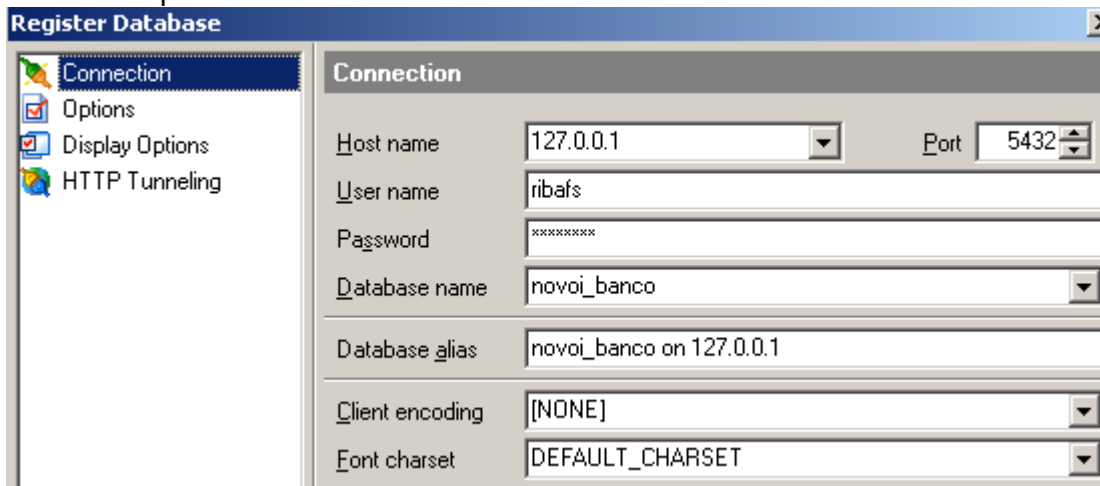 Register Database
Connection
Options
Display Options
HTTP Tunneling
Connection
Host name 127.0.0.1 Port 5432
User name ribafs
Password ********
Database name novoi_banco
Database alias novoi_banco on 127.0.0.1
Client encoding [NONE]
Font charset DEFAULT_CHARSET